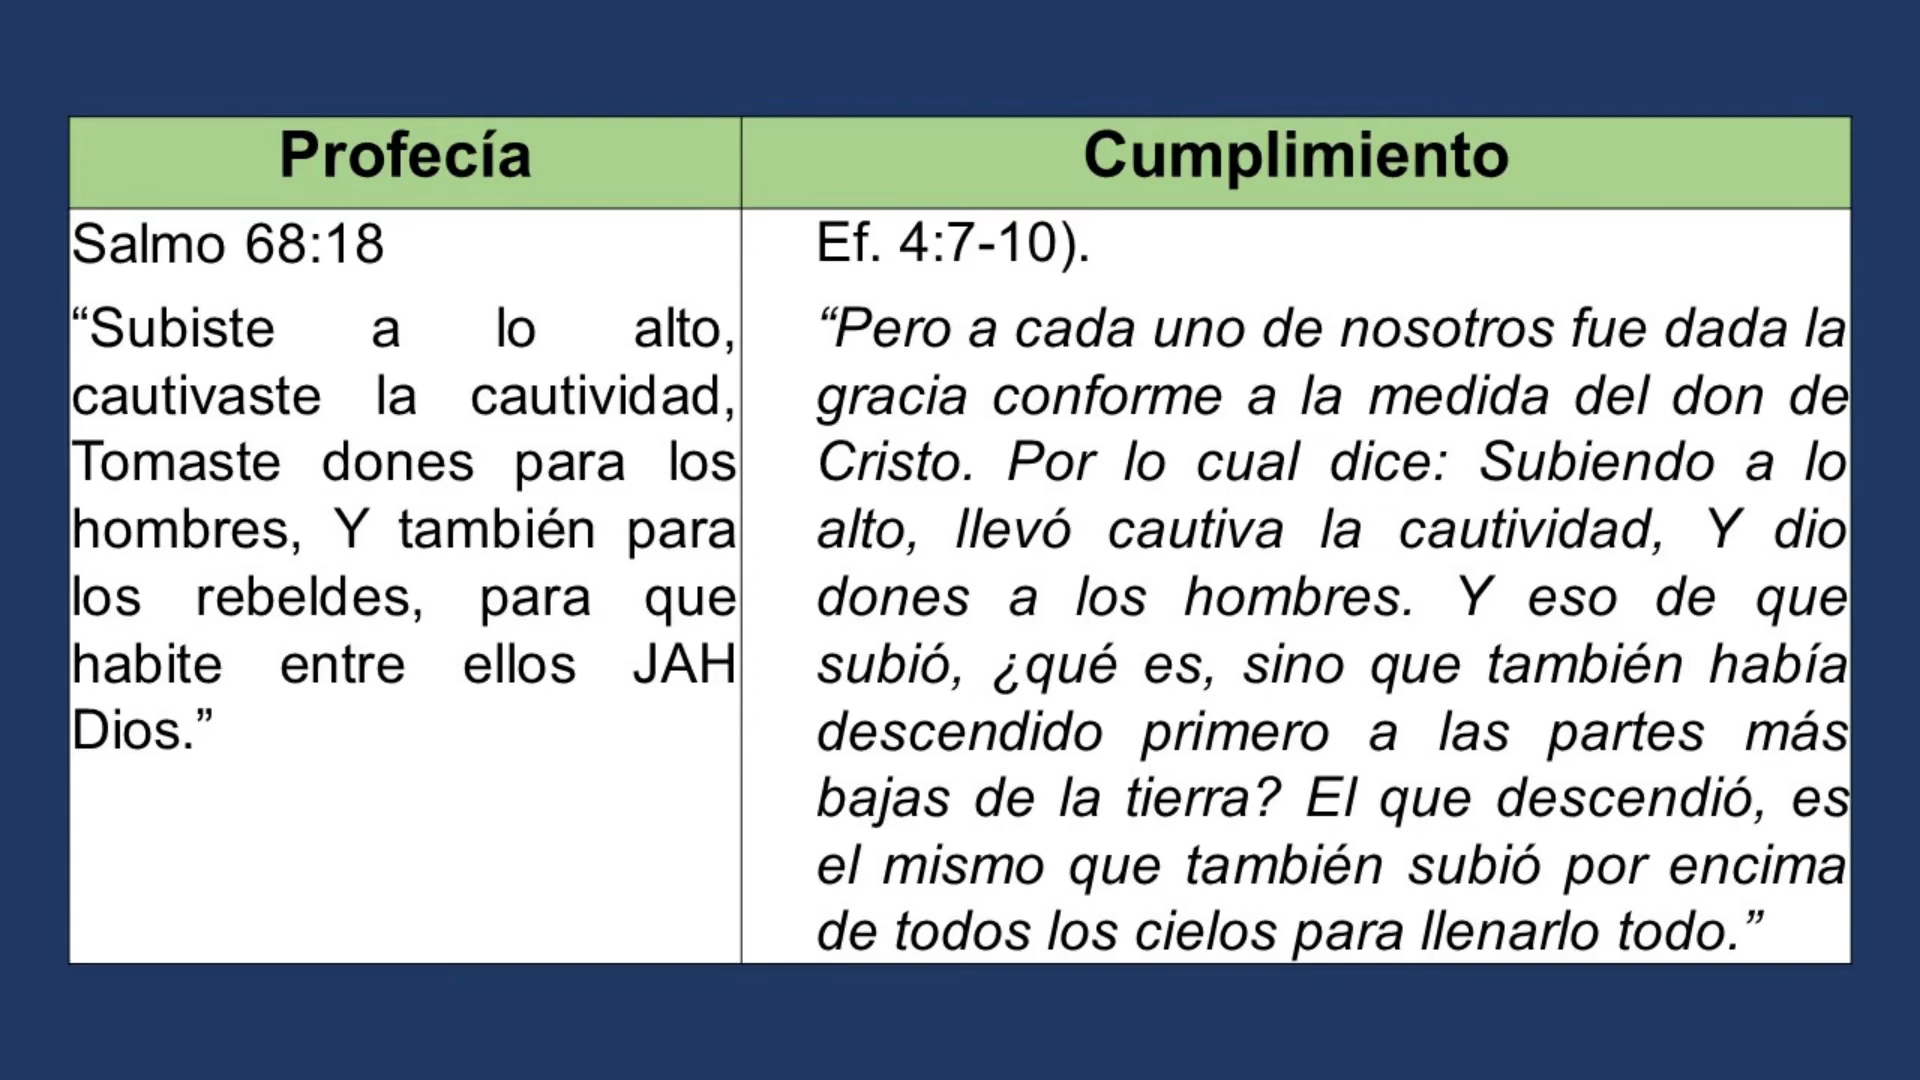 Profecía
Cumplimiento
Salmo 68:18
“Subiste a lo alto,
cautivaste la cautividad,
Tomaste dones para los
hombres, Y también para
los rebeldes, para que
habite entre ellos JAH
Dios.”
Ef. 4:7-10).
“Pero a cada uno de nosotros fue dada la
gracia conforme a la medida del don de
Cristo. Por lo cual dice: Subiendo a lo
alto, llevó cautiva la cautividad, Y dio
dones a los hombres. Y eso de que
subió, ¿qué es, sino que también había
descendido primero a las partes más
bajas de la tierra? El que descendió, es
el mismo que también subió por encima
de todos los cielos para llenarlo todo.”